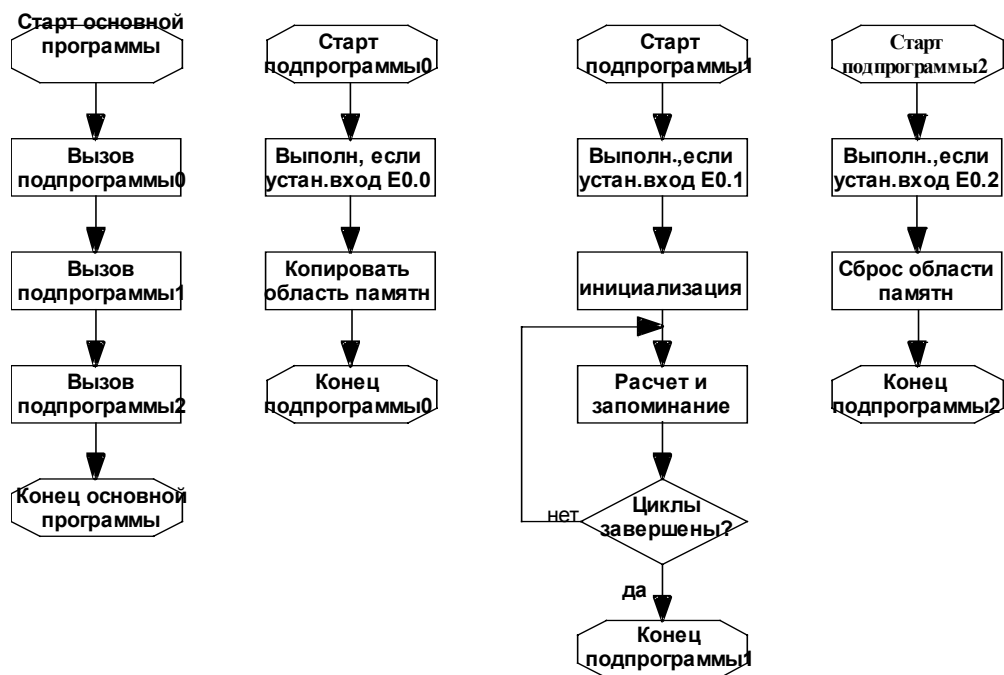 Старт основной
программы
Вызов
подпрограммы0
Вызов
подпрограммы1
Вызов
подпрограммы2
Конец основной
программы
Старт
подпрограммы0
Выполн, если
устан.вход E0.0
Копировать
область памятн
Конец
подпрограммы0
Старт
подпрограммы1
Выполн.,если
устан.вход E0.1
инициализация
Расчет и
запоминание
Циклы
завершены?
нет
да
Конец
подпрограммы1
Старт
подпрограммы2
Выполн.,если
устан.вход E0.2
Сброс области
памятн
Конец
подпрограммы2